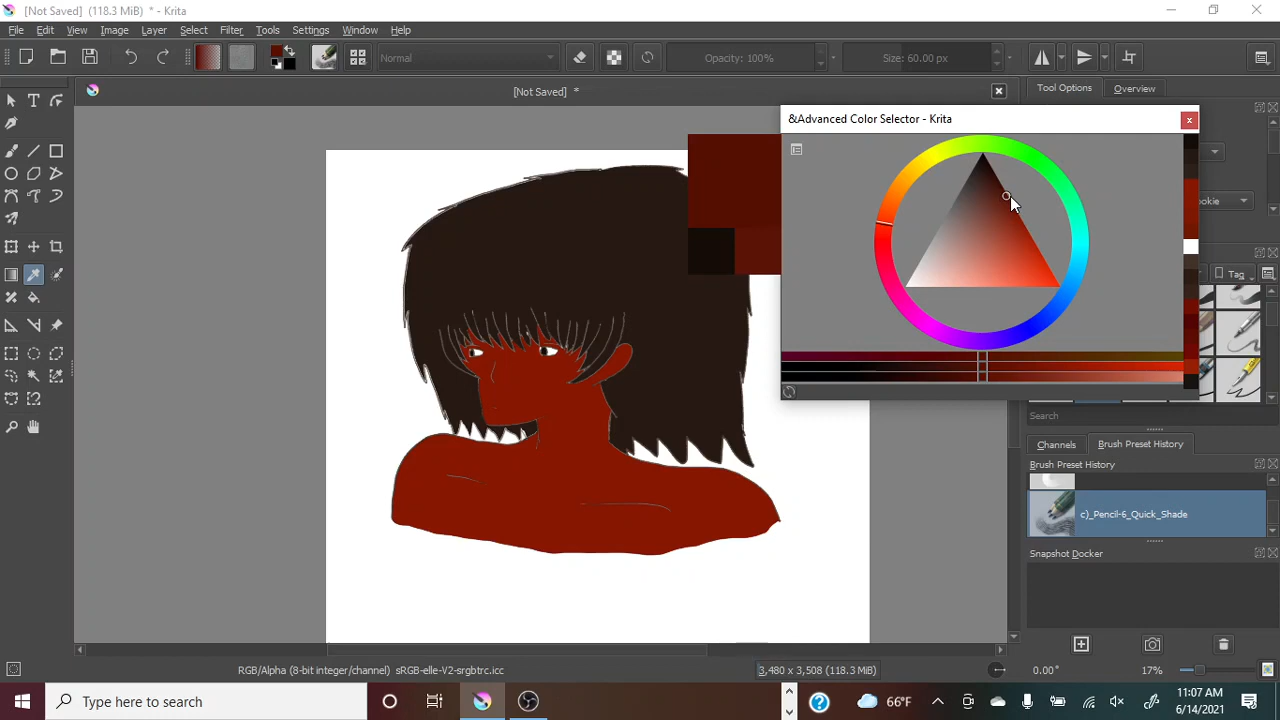 [Not Saved] (118.3 MiB) * - Krita
File Edit View Image Layer Select Filter Tools Settings Window Help
Normal Opacity: 100% Size: 60.00 px
[Not Saved] * Tool Options Overview
&Advanced Color Selector - Krita
ookie
Tag
Search
Channels Brush Preset History
Brush Preset History
c)_Pencil-6_Quick_Shade
Snapshot Docker
RGB/Alpha (8-bit integer/channel) sRGB-elle-V2-srgbtrc.icc 3,480 x 3,508 (118.3 MiB) 0.00° 17%
Type here to search 66°F 11:07 AM
6/14/2021